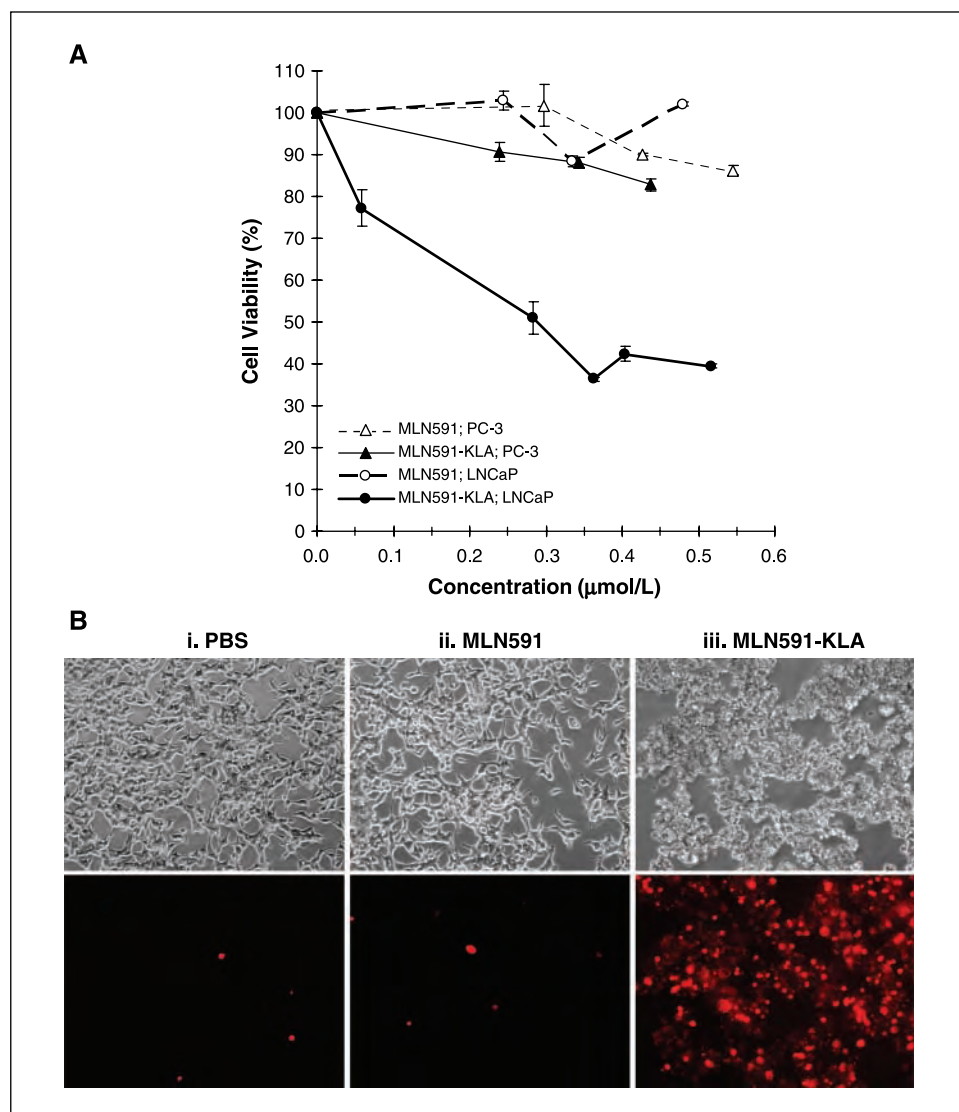 A
Cell Viability (%)
110
100
90
80
70
60
50
40
30
20
10
0
MLN591; PC-3
MLN591-KLA; PC-3
MLN591; LNCaP
MLN591-KLA; LNCaP
0.0 0.1 0.2 0.3 0.4 0.5 0.6
Concentration (μmol/L)
B
i. PBS ii. MLN591 iii. MLN591-KLA